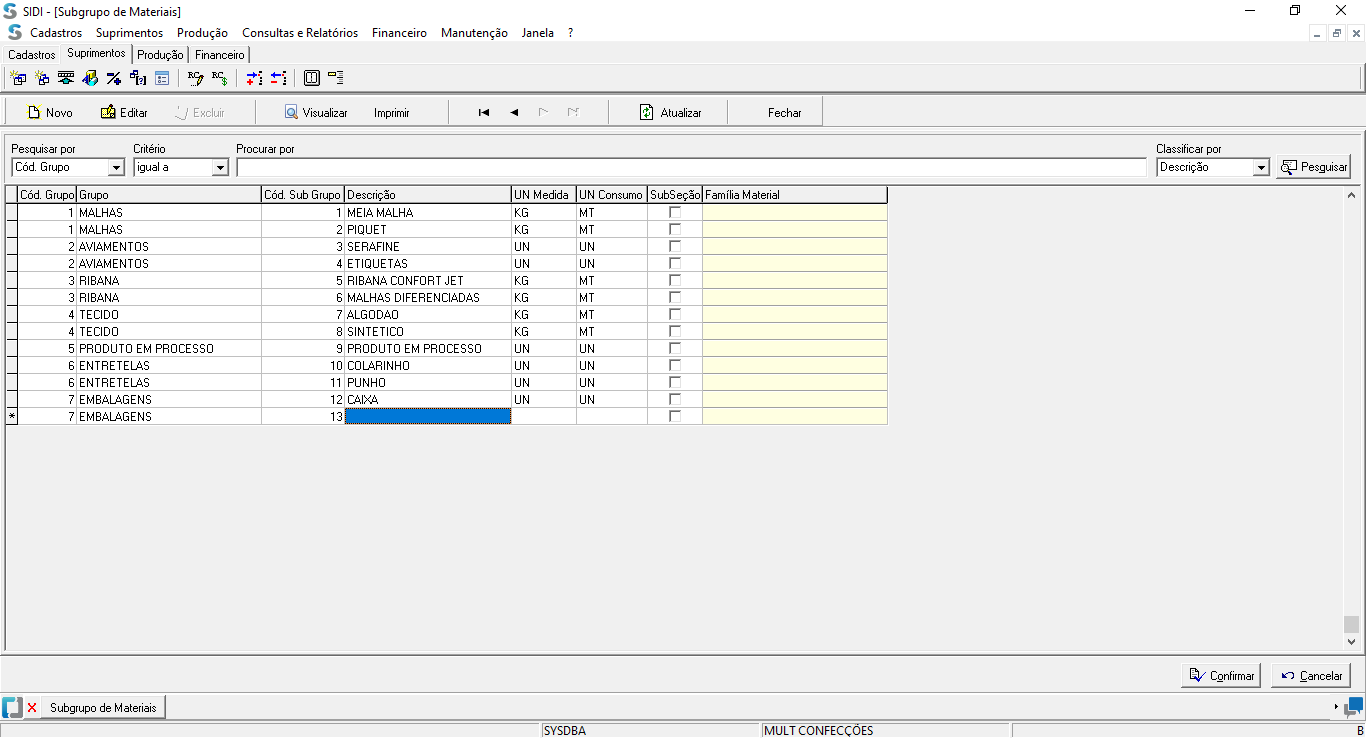 SIDI - [Subgrupo de Materiais]
Cadastros Suprimentos Produção Consultas e Relatórios Financeiro Manutenção Janela ?
Cadastros Suprimentos Produção Financeiro
Novo Editar Excluir Visualizar Imprimir Atualizar Fechar
Pesquisar por Critério Procurar por Classificar por
Cód. Grupo igual a Descrição Pesquisar
Cód. Grupo Grupo Cód. Sub Grupo Descrição UN Medida UN Consumo SubSeção Família Material
1 MALHAS 1 MEIA MALHA KG MT
1 MALHAS 2 PIQUET KG MT
2 AVIAMENTOS 3 SERAFINE UN UN
2 AVIAMENTOS 4 ETIQUETAS UN UN
3 RIBANA 5 RIBANA CONFORT JET KG MT
3 RIBANA 6 MALHAS DIFERENCIADAS KG MT
4 TECIDO 7 ALGODAO KG MT
4 TECIDO 8 SINTETICO KG MT
5 PRODUTO EM PROCESSO 9 PRODUTO EM PROCESSO UN UN
6 ENTRETELAS 10 COLARINHO UN UN
6 ENTRETELAS 11 PUNHO UN UN
7 EMBALAGENS 12 CAIXA UN UN
* 7 EMBALAGENS 13
Confirmar Cancelar
Subgrupo de Materiais
SYSDBA MULT CONFECÇÕES B